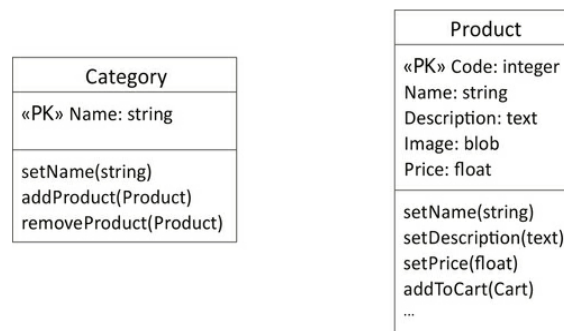 Category
«PK» Name: string
setName(string)
addProduct(Product)
removeProduct(Product)
Product
«PK» Code: integer
Name: string
Description: text
Image: blob
Price: float
setName(string)
setDescription(text)
setPrice(float)
addToCart(Cart)
...